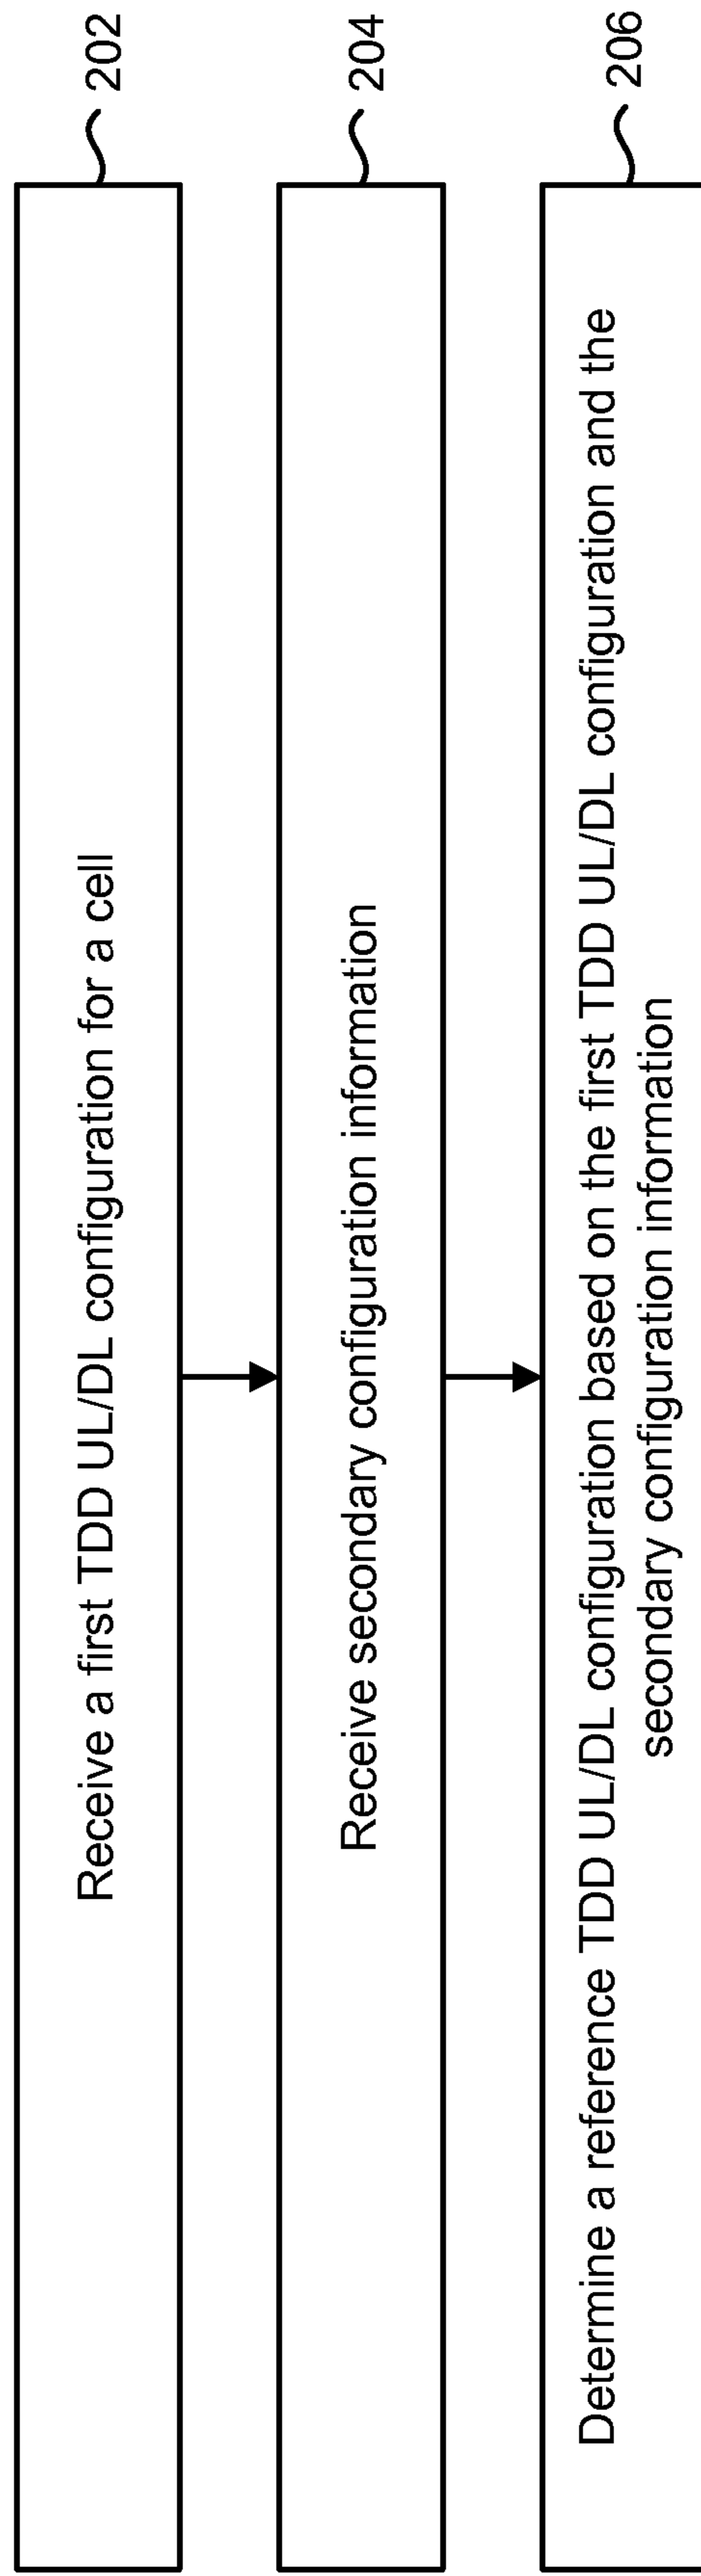 Receive a first TDD UL/DL configuration for a cell
202
Receive secondary configuration information
204
Determine a reference TDD UL/DL configuration based on the first TDD UL/DL configuration and the
secondary configuration information
206